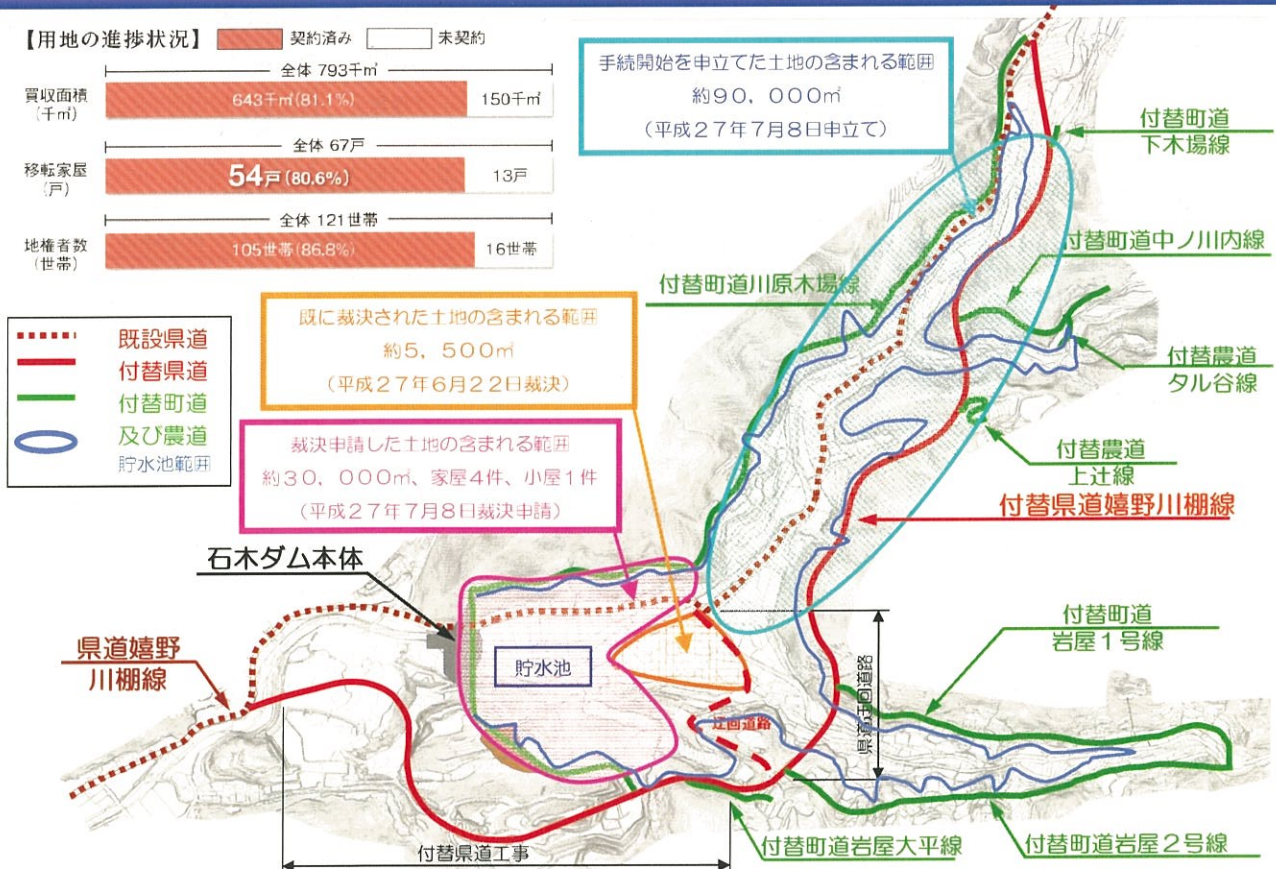 【用地の進捗状況】 契約済み 未契約
全体 793千㎡
買収面積
(千㎡)
643千㎡(81.1%) 150千㎡
全体 67戸
移転家屋
(戸)
54戸(80.6%) 13戸
全体 121世帯
地権者数
(世帯)
105世帯(86.8%) 16世帯
手続開始を申立てた土地の含まれる範囲
約90，000㎡
(平成27年7月8日申立て)
付替町道
下木場線
付替町道中ノ川内線
付替町道川原木場線
付替農道
タル谷線
付替農道
上辻線
付替県道嬉野川棚線
既設県道
付替県道
付替町道
及び農道
貯水池範囲
既に裁決された土地の含まれる範囲
約5，500㎡
(平成27年6月22日裁決)
裁決申請した土地の含まれる範囲
約30，000㎡、家屋4件、小屋1件
(平成27年7月8日裁決申請)
石木ダム本体
県道嬉野
川棚線
貯水池
迂回道路
県道迂回道路
付替町道
岩屋1号線
付替県道工事
付替町道岩屋大平線
付替町道岩屋2号線